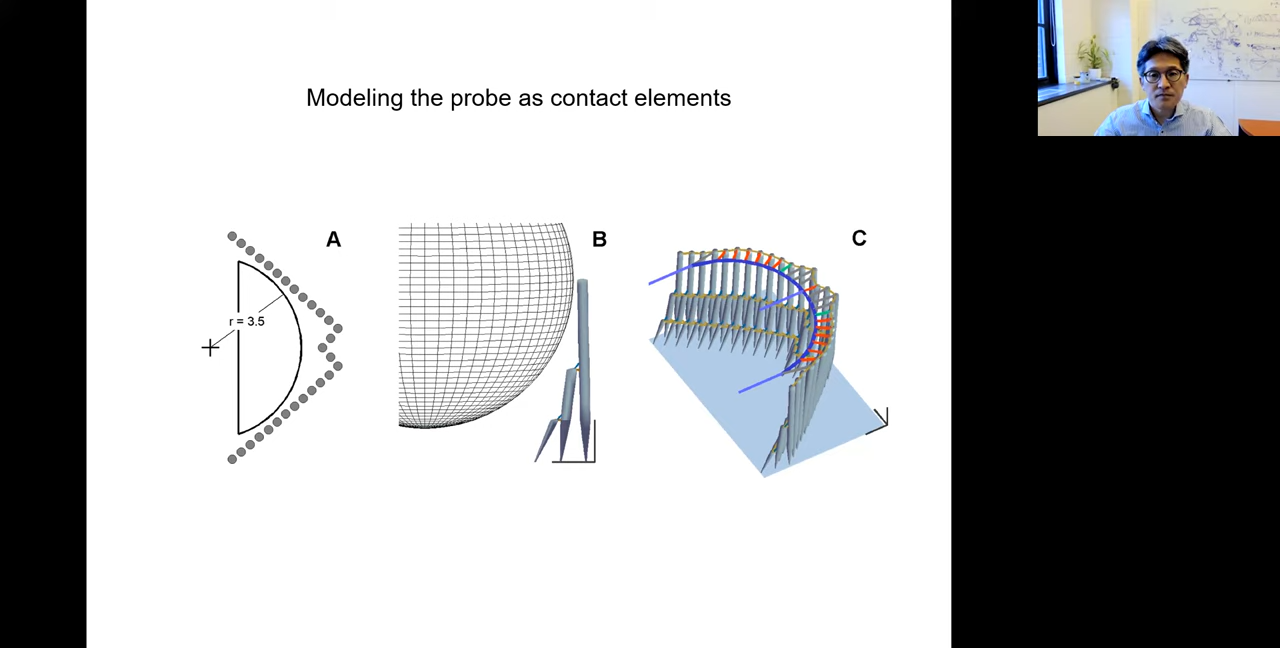 Modeling the probe as contact elements
A
B
C
r = 3.5